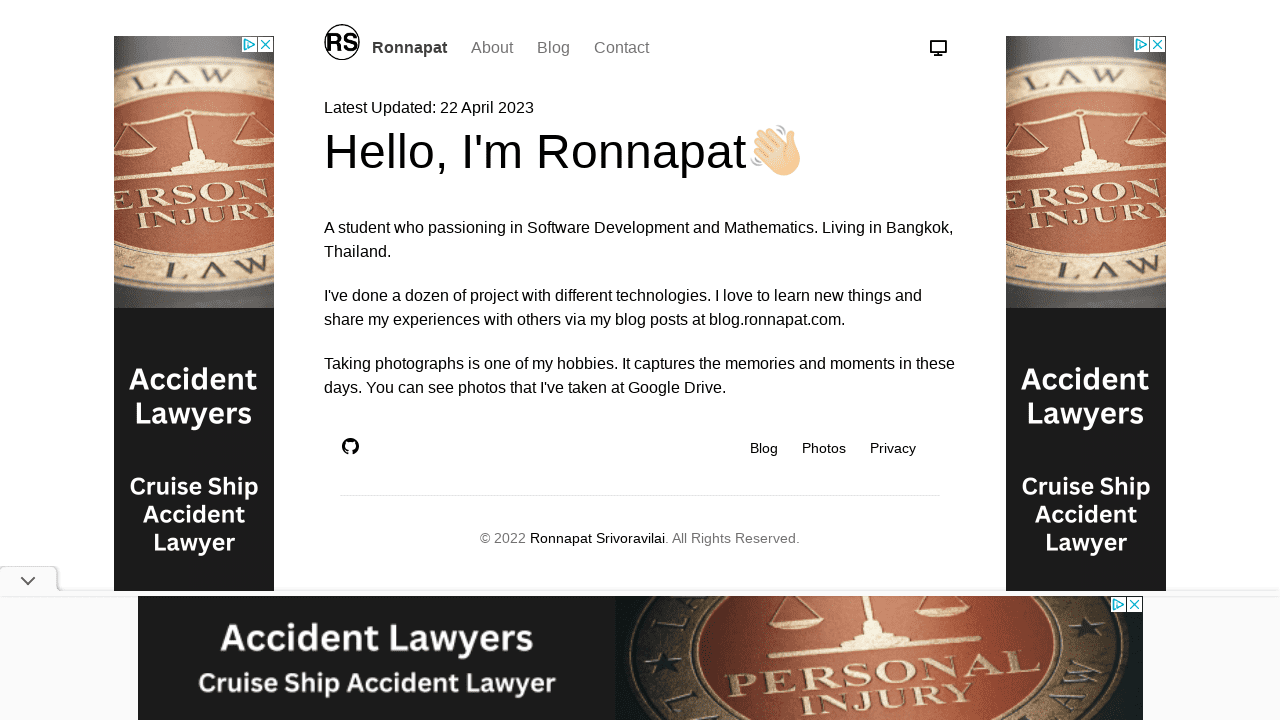 RS Ronnapat About Blog Contact
Latest Updated: 22 April 2023
Hello, I'm Ronnapat
A student who passioning in Software Development and Mathematics. Living in Bangkok,
Thailand.
I've done a dozen of project with different technologies. I love to learn new things and
share my experiences with others via my blog posts at blog.ronnapat.com.
Taking photographs is one of my hobbies. It captures the memories and moments in these
days. You can see photos that I've taken at Google Drive.
Blog Photos Privacy
© 2022 Ronnapat Srivoravilai. All Rights Reserved.
LAW
PERSONAL
INJURY
LAW
Accident
Lawyers
Cruise Ship
Accident
Lawyer
LAW
PERSONAL
INJURY
LAW
Accident
Lawyers
Cruise Ship
Accident
Lawyer
Accident Lawyers
Cruise Ship Accident Lawyer
PERSONAL
INJURY